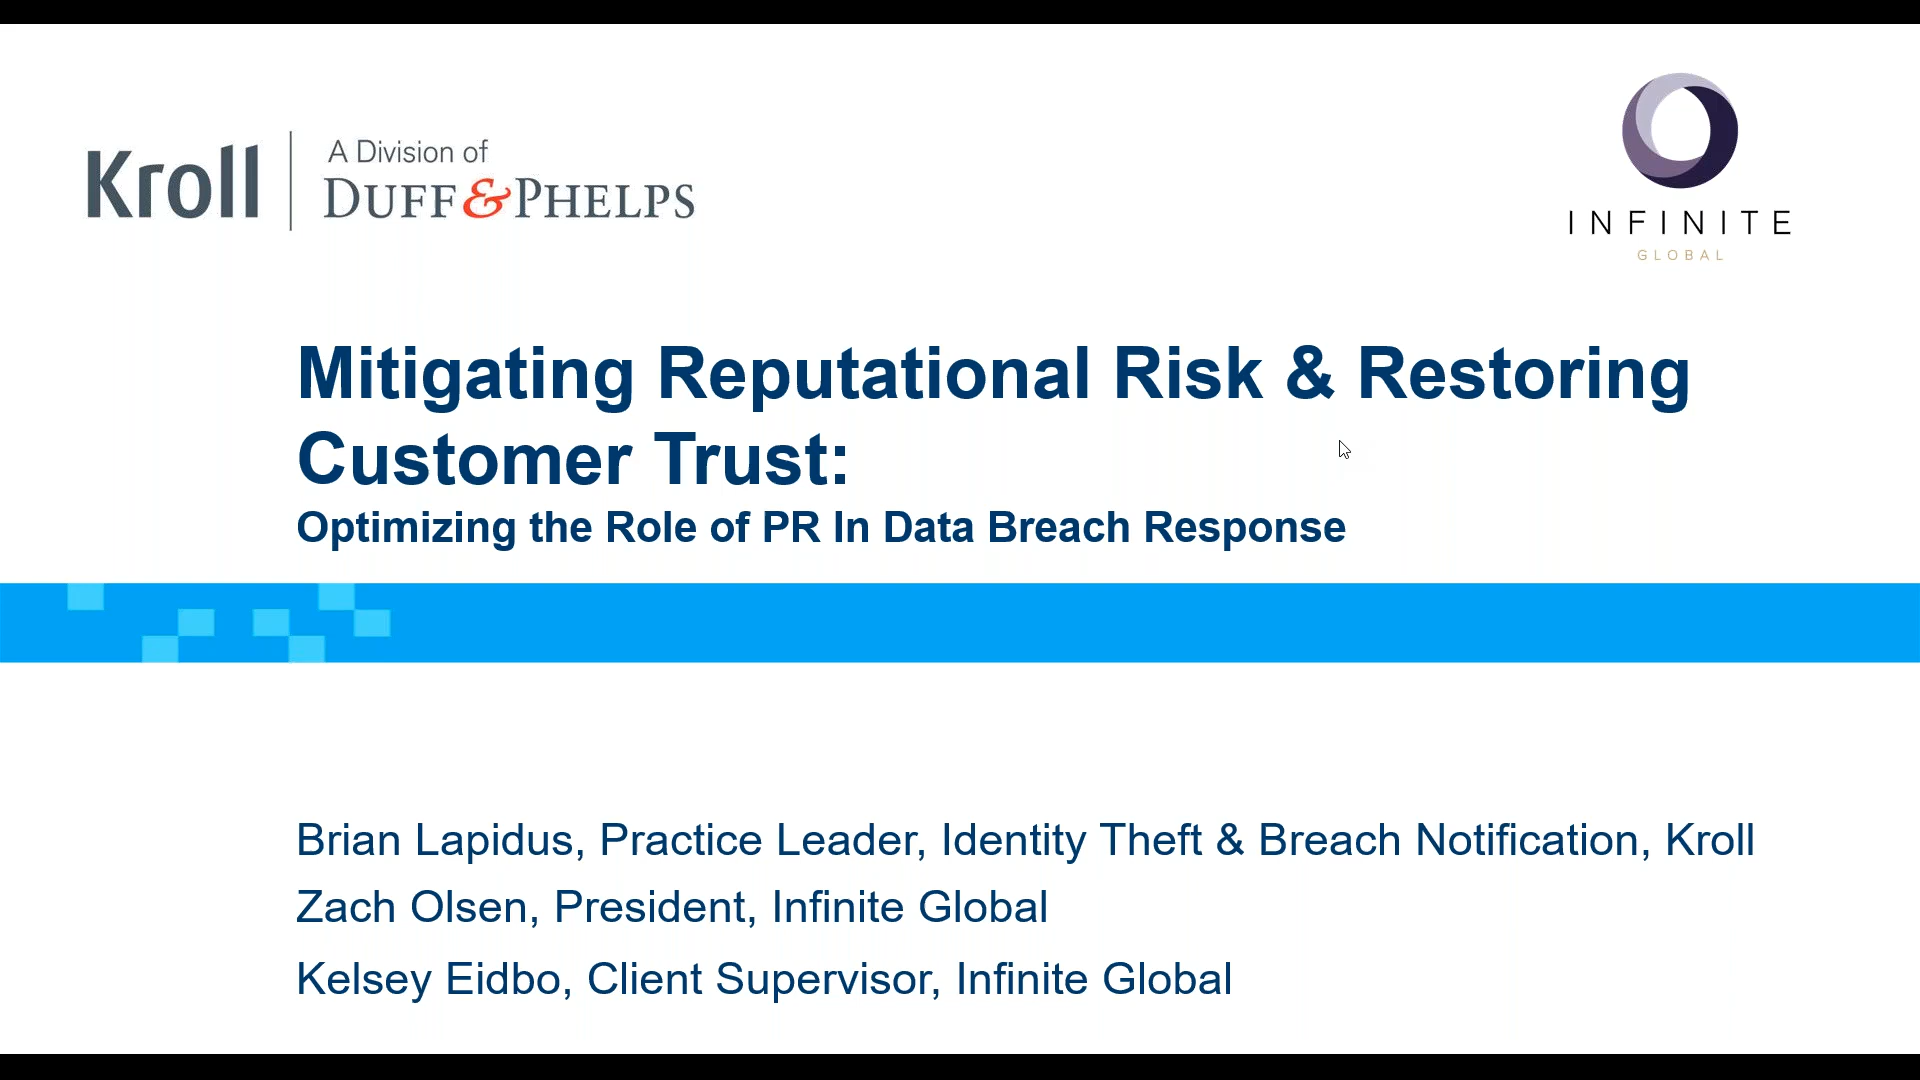 Kroll
A Division of
DUFF&PHELPS
INFINITE
GLOBAL
Mitigating Reputational Risk & Restoring
Customer Trust:
Optimizing the Role of PR In Data Breach Response
Brian Lapidus, Practice Leader, Identity Theft & Breach Notification, Kroll
Zach Olsen, President, Infinite Global
Kelsey Eidbo, Client Supervisor, Infinite Global